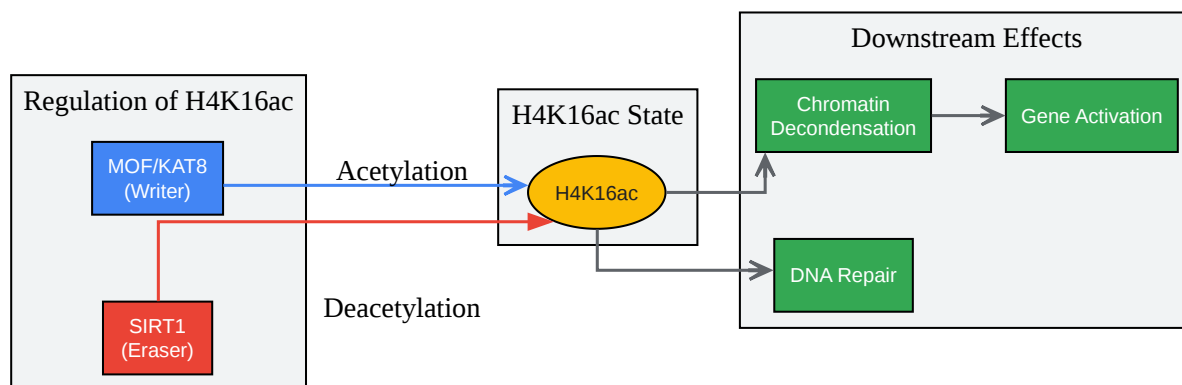 Regulation of H4K16ac
MOF/KAT8
(Writer)
SIRT1
(Eraser)
Acetylation
Deacetylation
H4K16ac State
H4K16ac
Downstream Effects
Chromatin
Decondensation
Gene Activation
DNA Repair